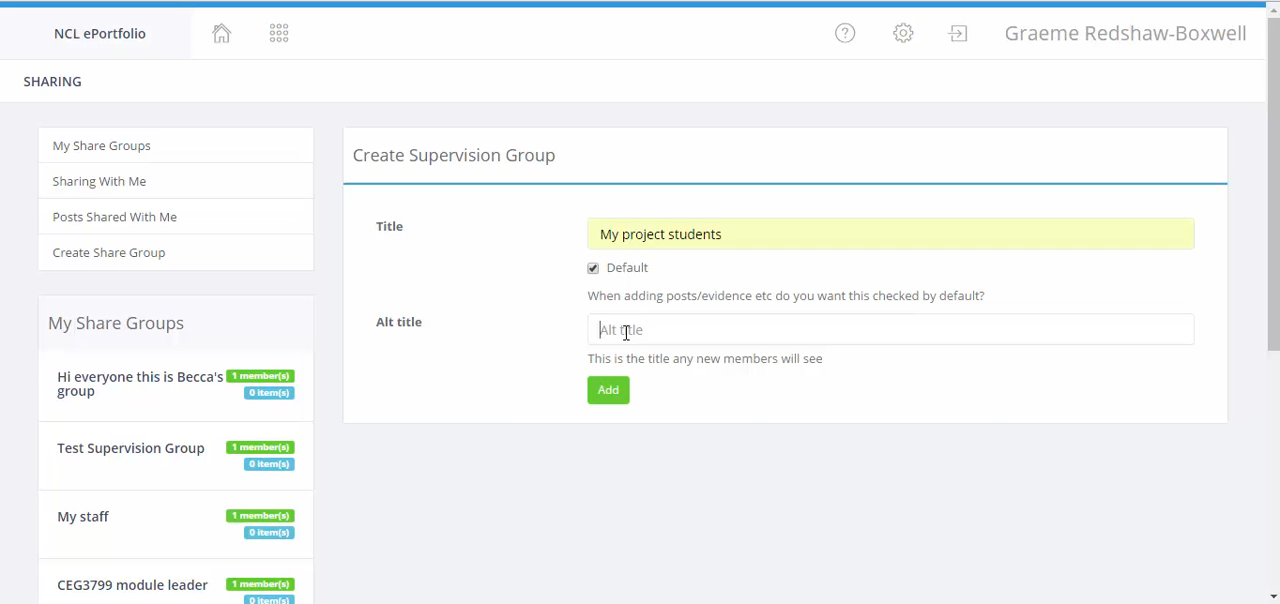 NCL ePortfolio
?
Graeme Redshaw-Boxwell
SHARING
My Share Groups
Sharing With Me
Posts Shared With Me
Create Share Group
My Share Groups
Hi everyone this is Becca's group
1 member(s)
0 item(s)
Test Supervision Group
1 member(s)
0 item(s)
My staff
1 member(s)
0 item(s)
CEG3799 module leader
1 member(s)
0 item(s)
Create Supervision Group
Title
My project students
Default
When adding posts/evidence etc do you want this checked by default?
Alt title
Alt title
This is the title any new members will see
Add